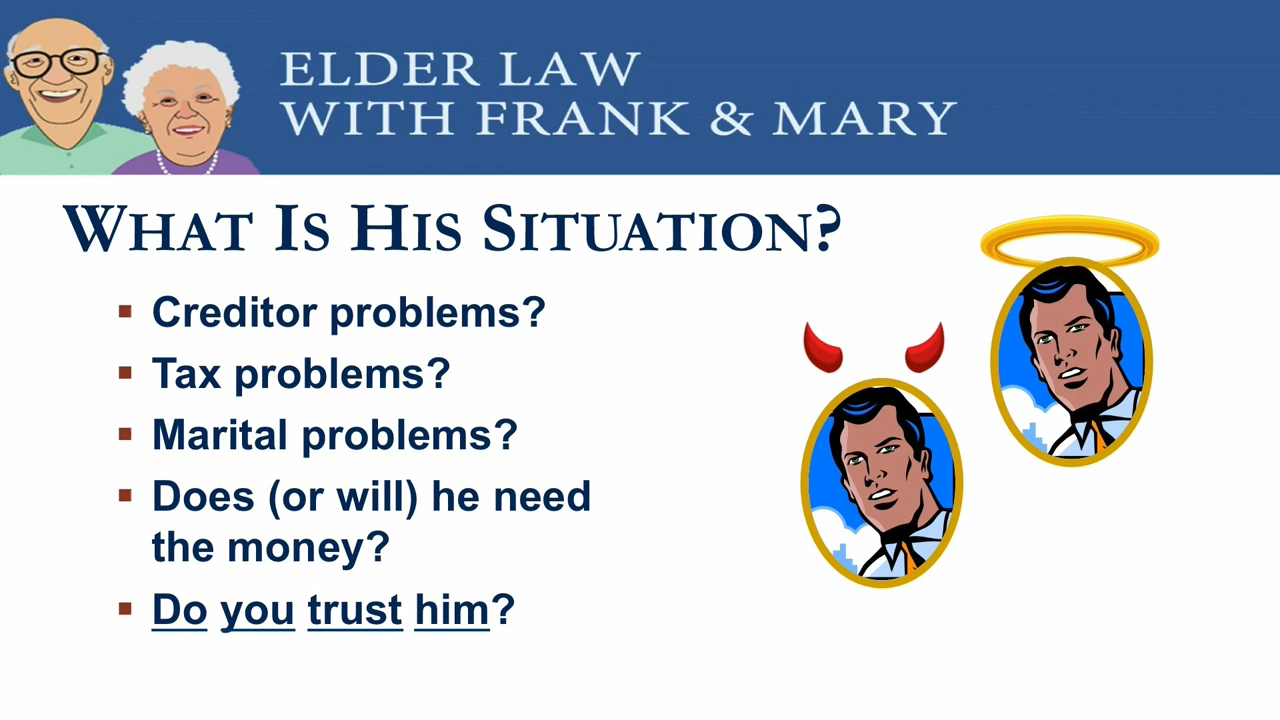 ELDER LAW
WITH FRANK & MARY
WHAT IS HIS SITUATION?
▪ Creditor problems?
▪ Tax problems?
▪ Marital problems?
▪ Does (or will) he need
the money?
▪ Do you trust him?